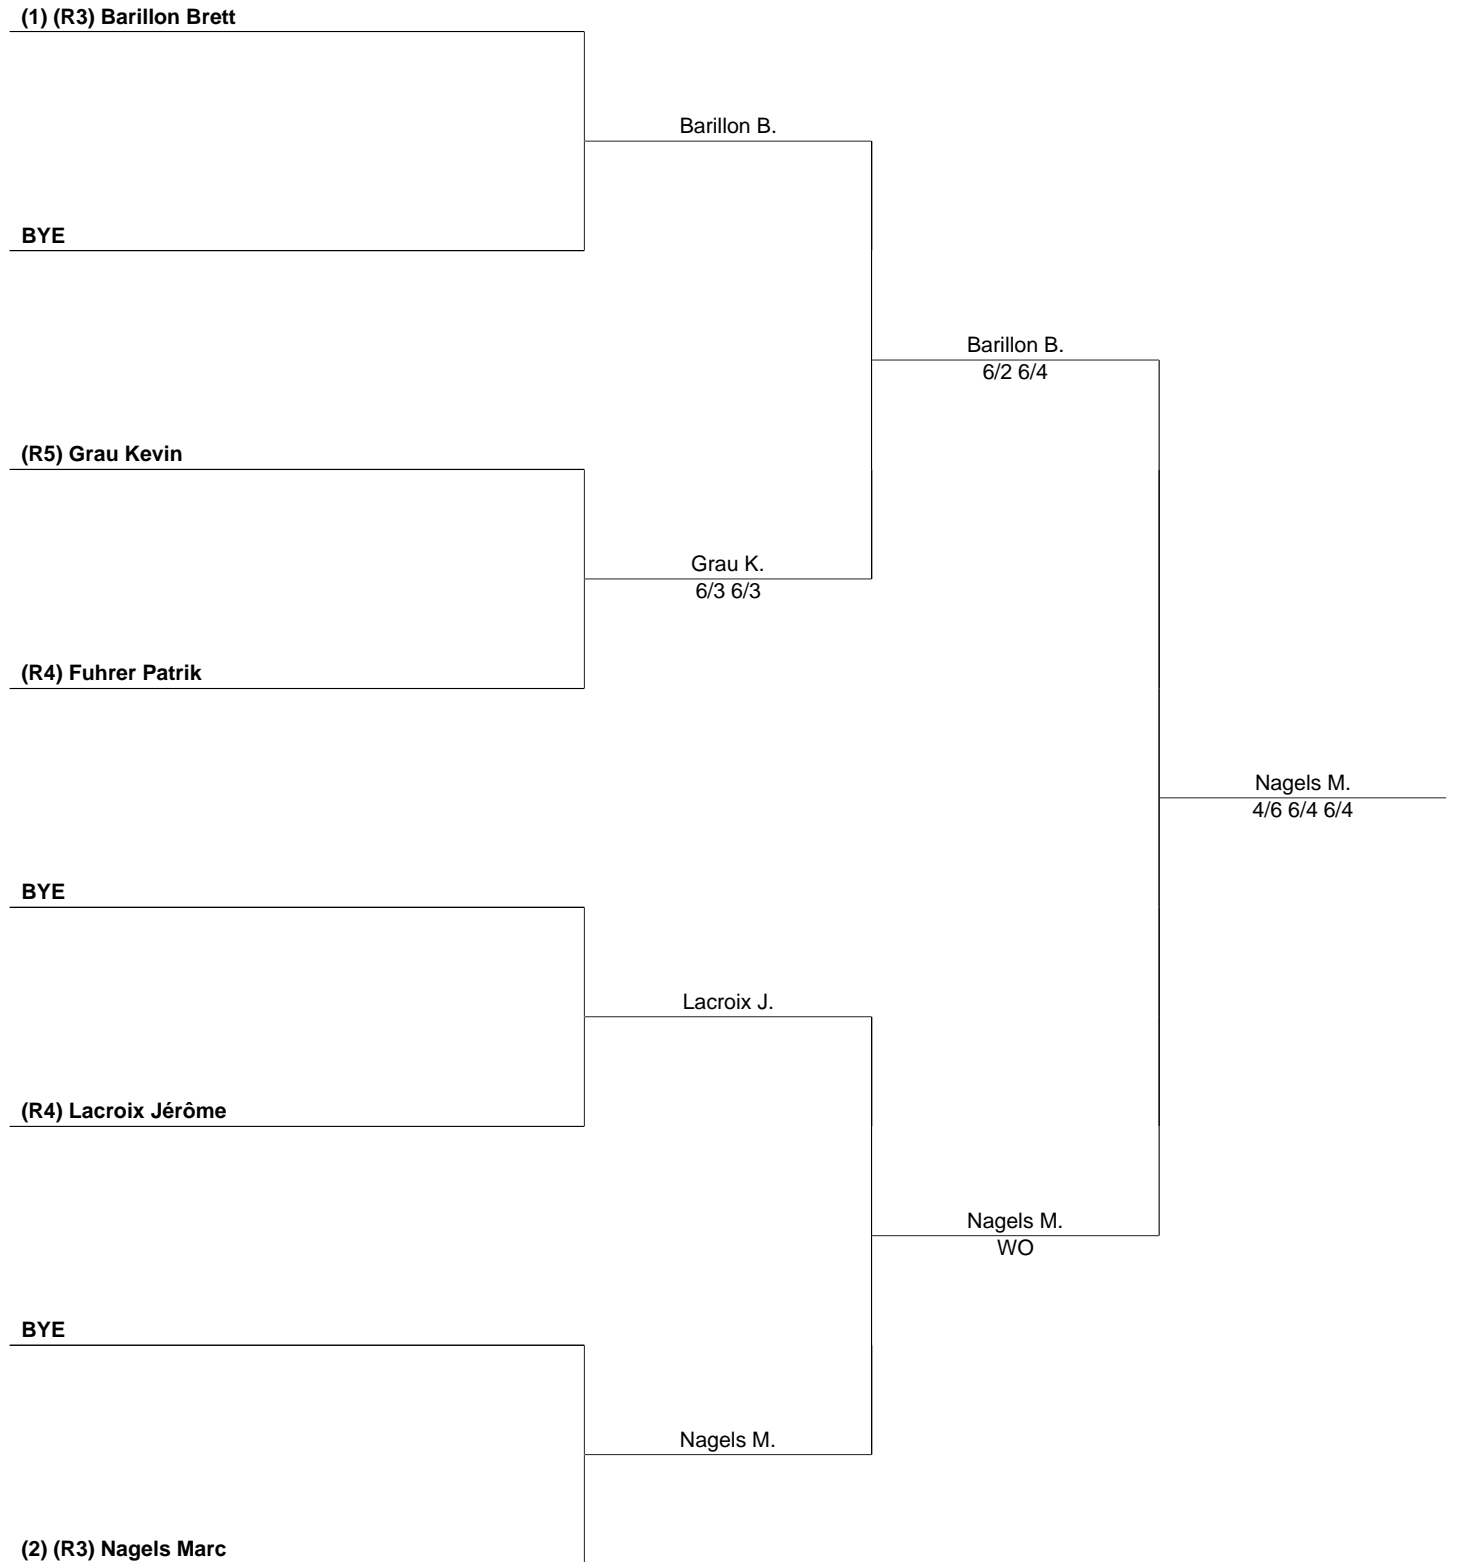 (1) (R3) Barillon Brett
Barillon B.
BYE
Barillon B.
6/2 6/4
(R5) Grau Kevin
Grau K.
6/3 6/3
(R4) Fuhrer Patrik
Nagels M.
4/6 6/4 6/4
BYE
Lacroix J.
(R4) Lacroix Jérôme
Nagels M.
WO
BYE
Nagels M.
(2) (R3) Nagels Marc